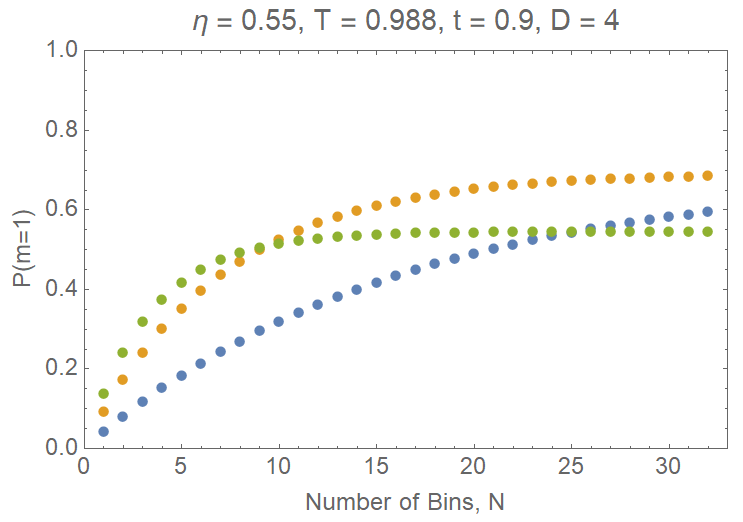 η = 0.55, T = 0.988, t = 0.9, D = 4
1.0
0.8
0.6
0.4
0.2
0.0
P(m=1)
0 5 10 15 20 25 30
Number of Bins, N